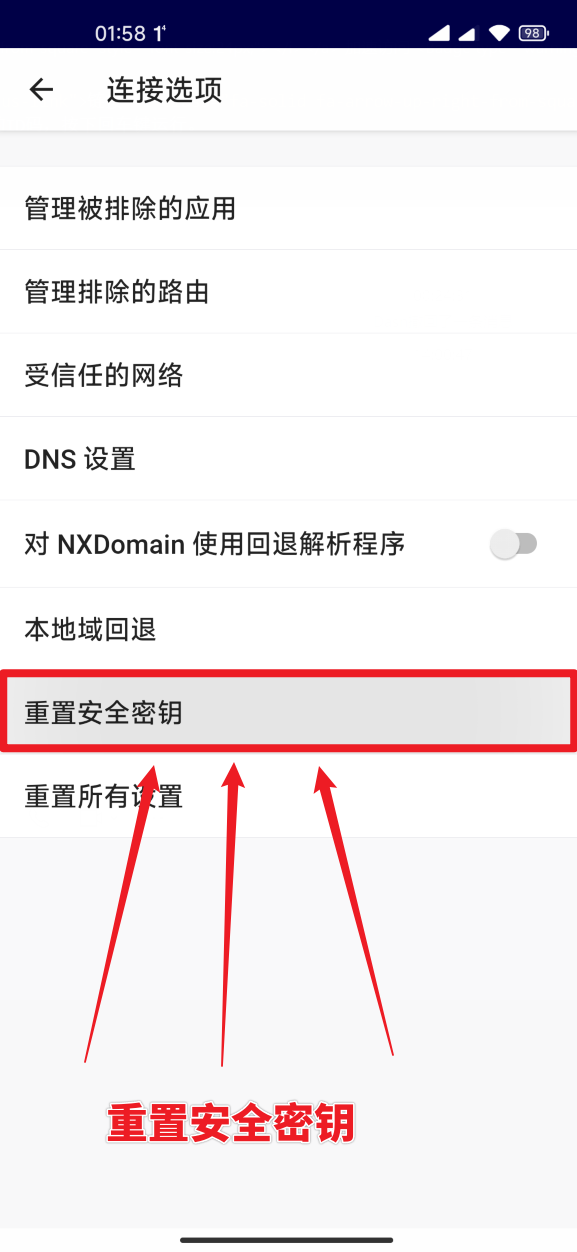 01:58
98
连接选项
管理被排除的应用
管理排除的路由
受信任的网络
DNS 设置
对 NXDomain 使用回退解析程序
本地域回退
重置安全密钥
重置所有设置
重置安全密钥